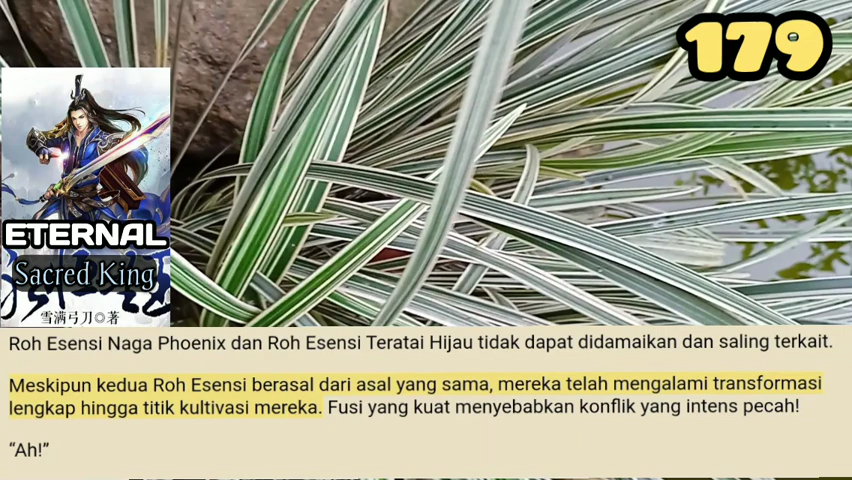 179
ETERNAL
Sacred King
雪满弓刀◎著
Roh Esensi Naga Phoenix dan Roh Esensi Teratai Hijau tidak dapat didamaikan dan saling terkait.
Meskipun kedua Roh Esensi berasal dari asal yang sama, mereka telah mengalami transformasi
lengkap hingga titik kultivasi mereka. Fusi yang kuat menyebabkan konflik yang intens pecah!
“Ah!”